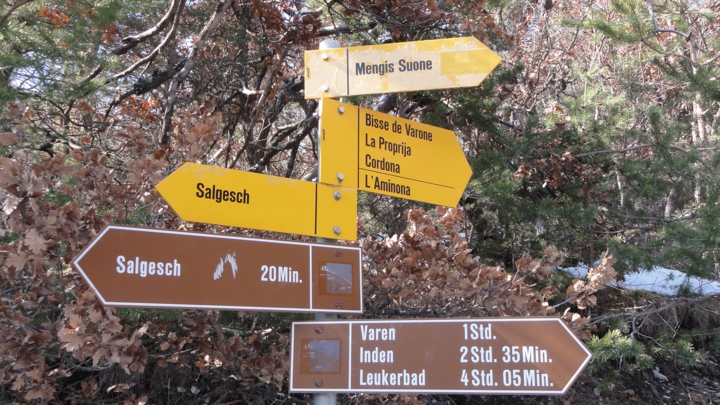 Mengis Suone
Bisse de Varone
La Proprija
Cordona
L'Aminona
Salgesch
Salgesch 20Min.
Varen 1Std.
Inden 2Std. 35Min.
Leukerbad 4Std. 05Min.